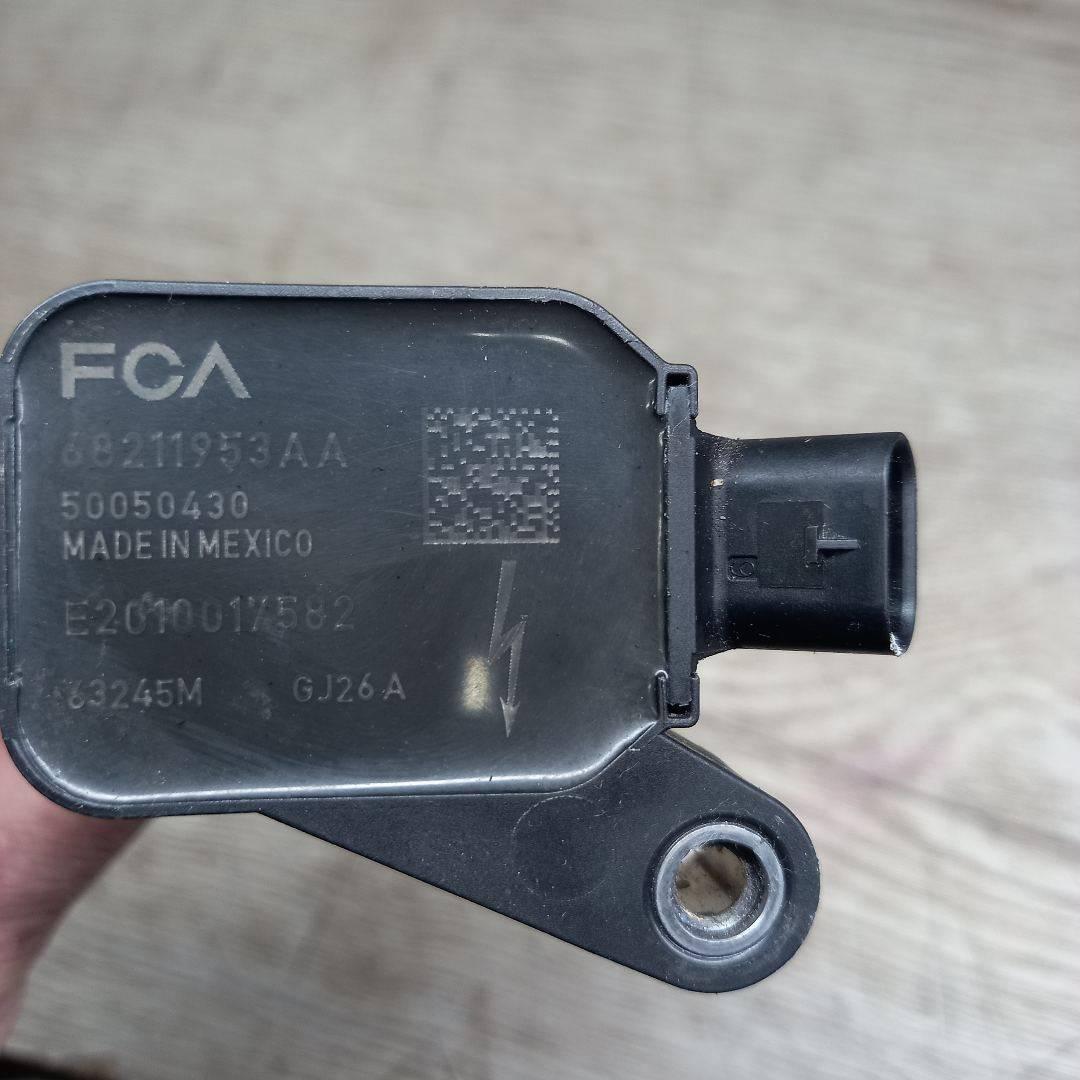 FCA
68211953AA
50050430
MADE IN MEXICO
E2010017582
63245M GJ26A